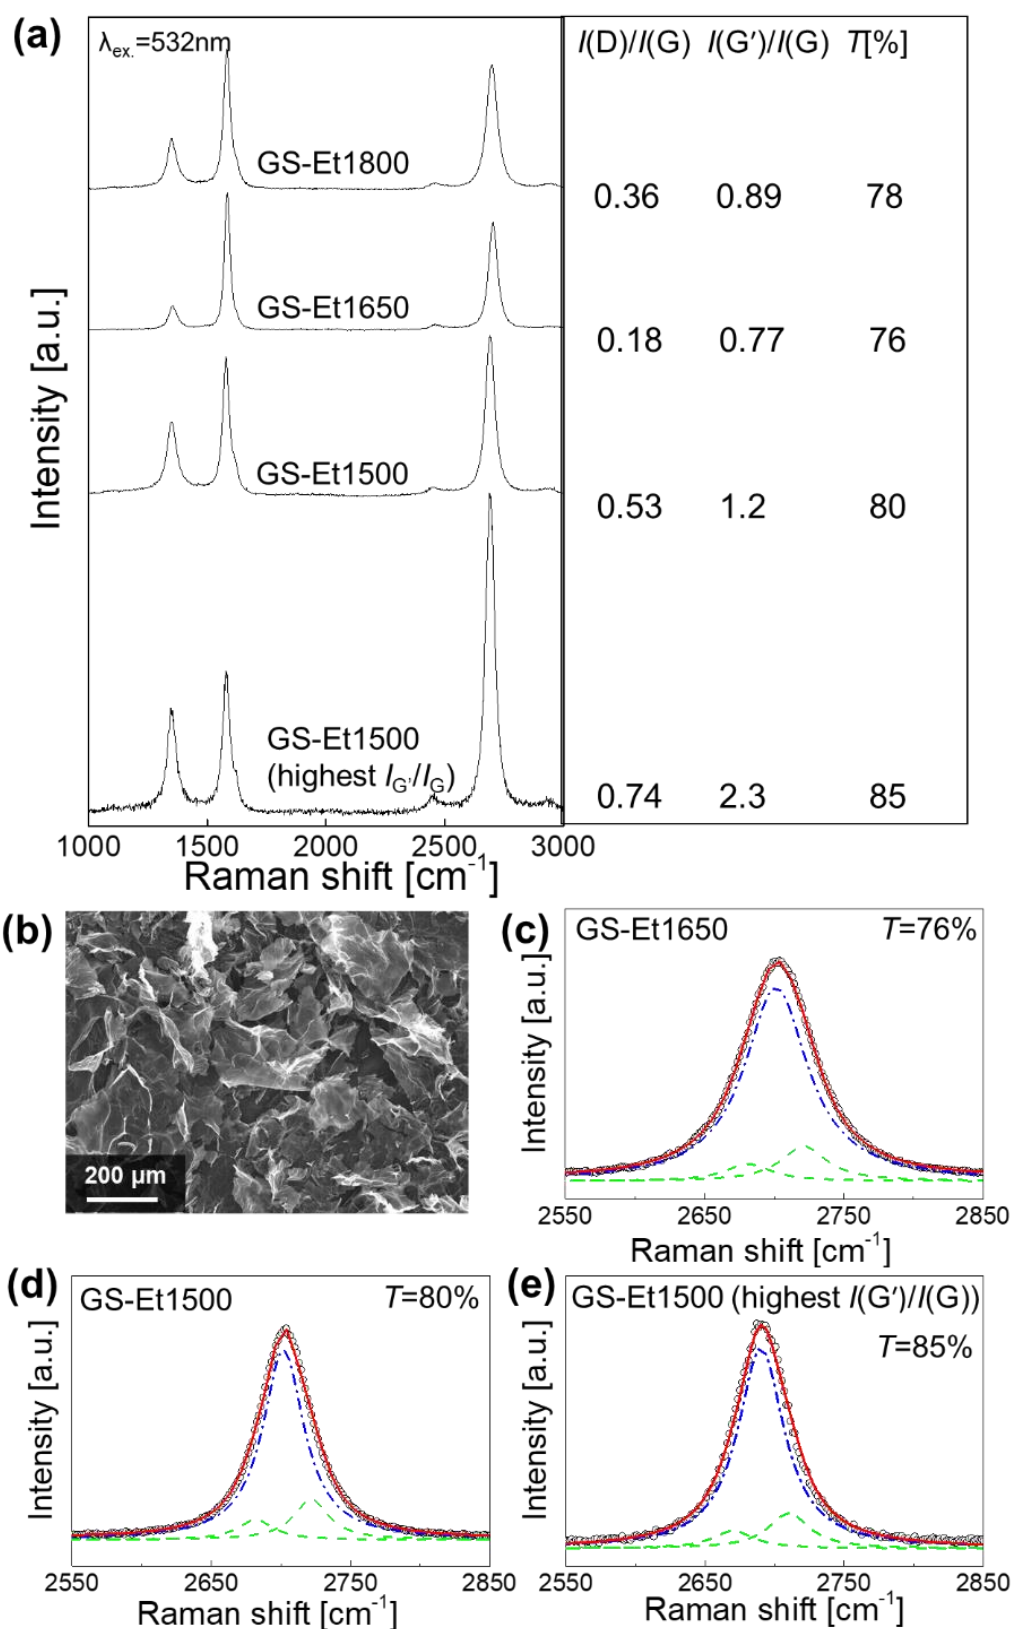 (a)
λex.=532nm
I(D)/I(G) I(G′)/I(G) T[%]
GS-Et1800
0.36 0.89 78
GS-Et1650
0.18 0.77 76
GS-Et1500
0.53 1.2 80
GS-Et1500
(highest IG'/IG)
0.74 2.3 85
Intensity [a.u.]
1000 1500 2000 2500 3000
Raman shift [cm-1]
(b)
200 μm
(c)
GS-Et1650 T=76%
Intensity [a.u.]
2550 2650 2750 2850
Raman shift [cm-1]
(d)
GS-Et1500 T=80%
Intensity [a.u.]
2550 2650 2750 2850
Raman shift [cm-1]
(e)
GS-Et1500 (highest I(G′)/I(G))
T=85%
Intensity [a.u.]
2550 2650 2750 2850
Raman shift [cm-1]